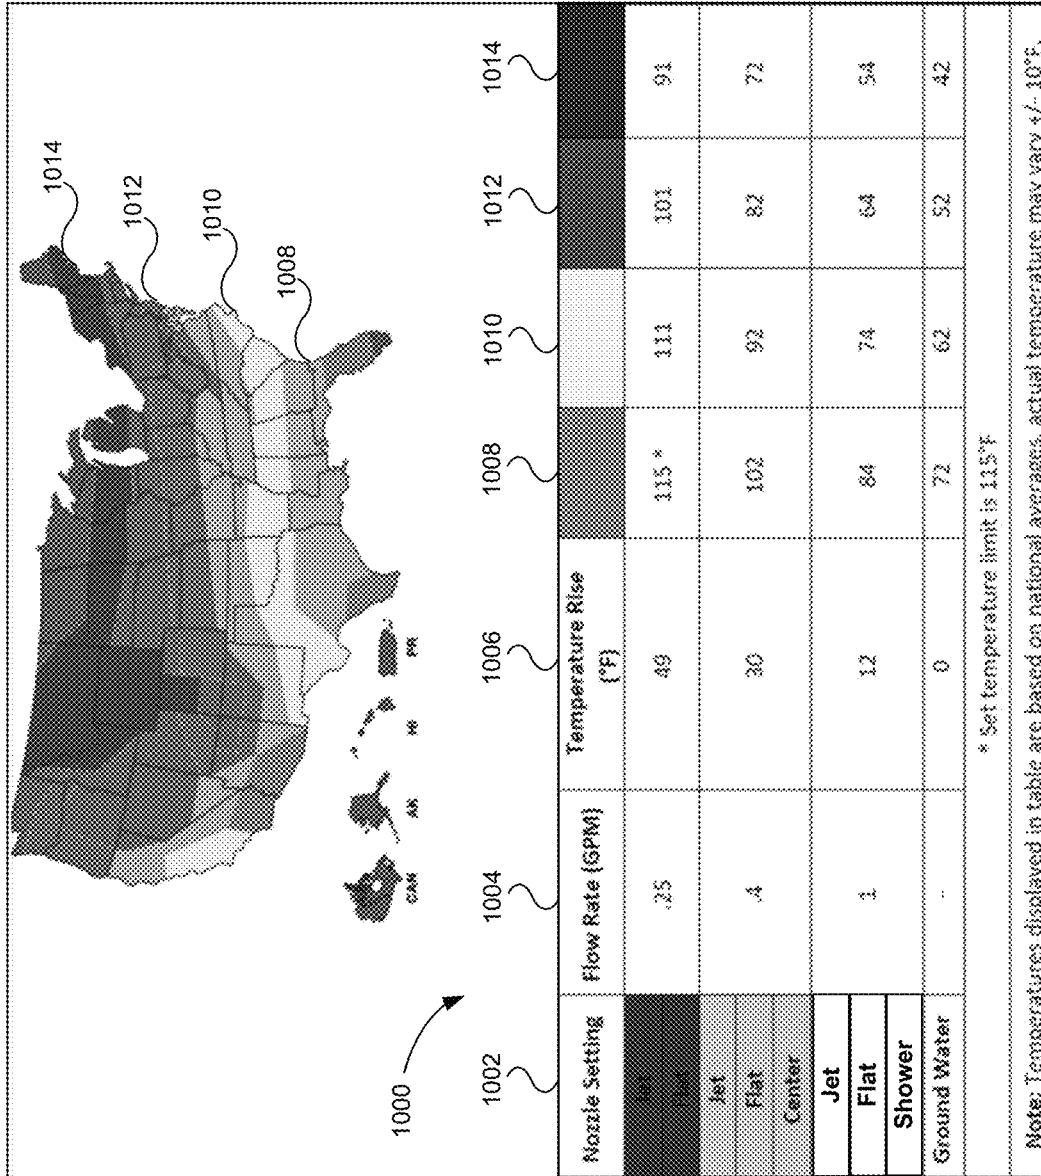 1014
1012
1010
1008
CAN AK HI PR
1000
1002 1004 1006 1008 1010 1012 1014
Nozzle Setting Flow Rate (GPM) Temperature Rise
(°F)
.25 49 115 * 111 101 91
Jet
Flat .4 30 102 92 82 72
Center
Jet
Flat 1 12 84 74 64 54
Shower
Ground Water -- 0 72 62 52 42
* Set temperature limit is 115°F
Note: Temperatures displayed in table are based on national averages, actual temperature may vary +/- 10°F.